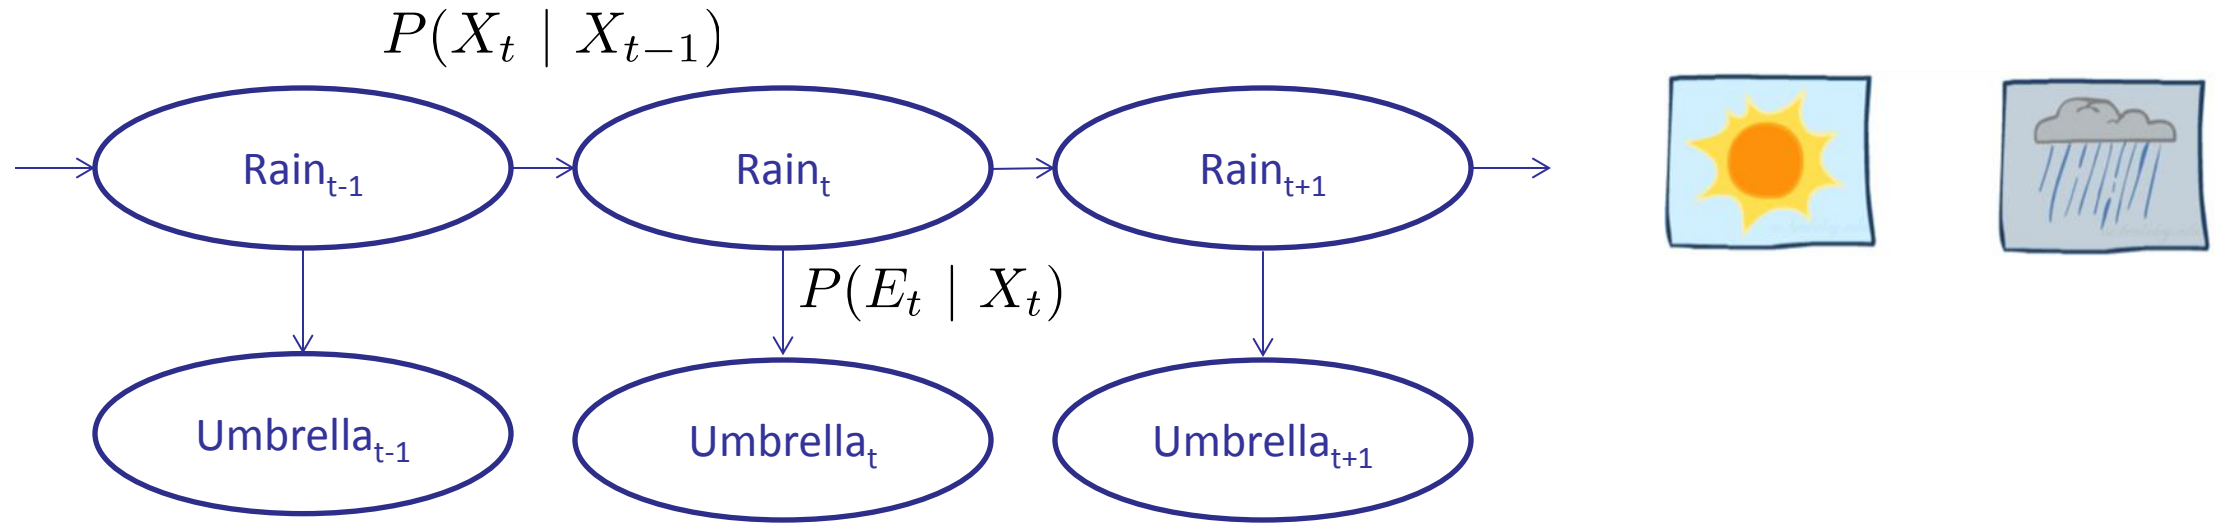 P(X_t | X_{t-1})
Rain_{t-1} Rain_t Rain_{t+1}
P(E_t | X_t)
Umbrella_{t-1} Umbrella_t Umbrella_{t+1}